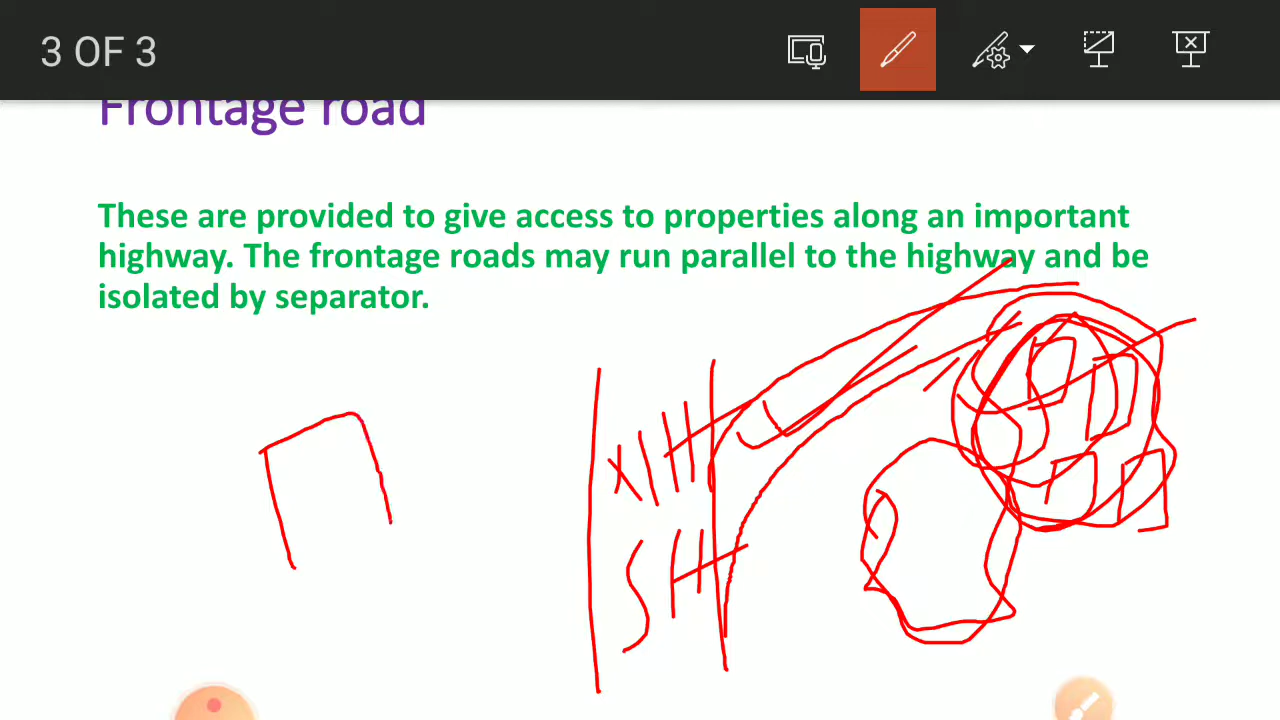 3 OF 3
Frontage road
These are provided to give access to properties along an important
highway. The frontage roads may run parallel to the highway and be
isolated by separator.
SH